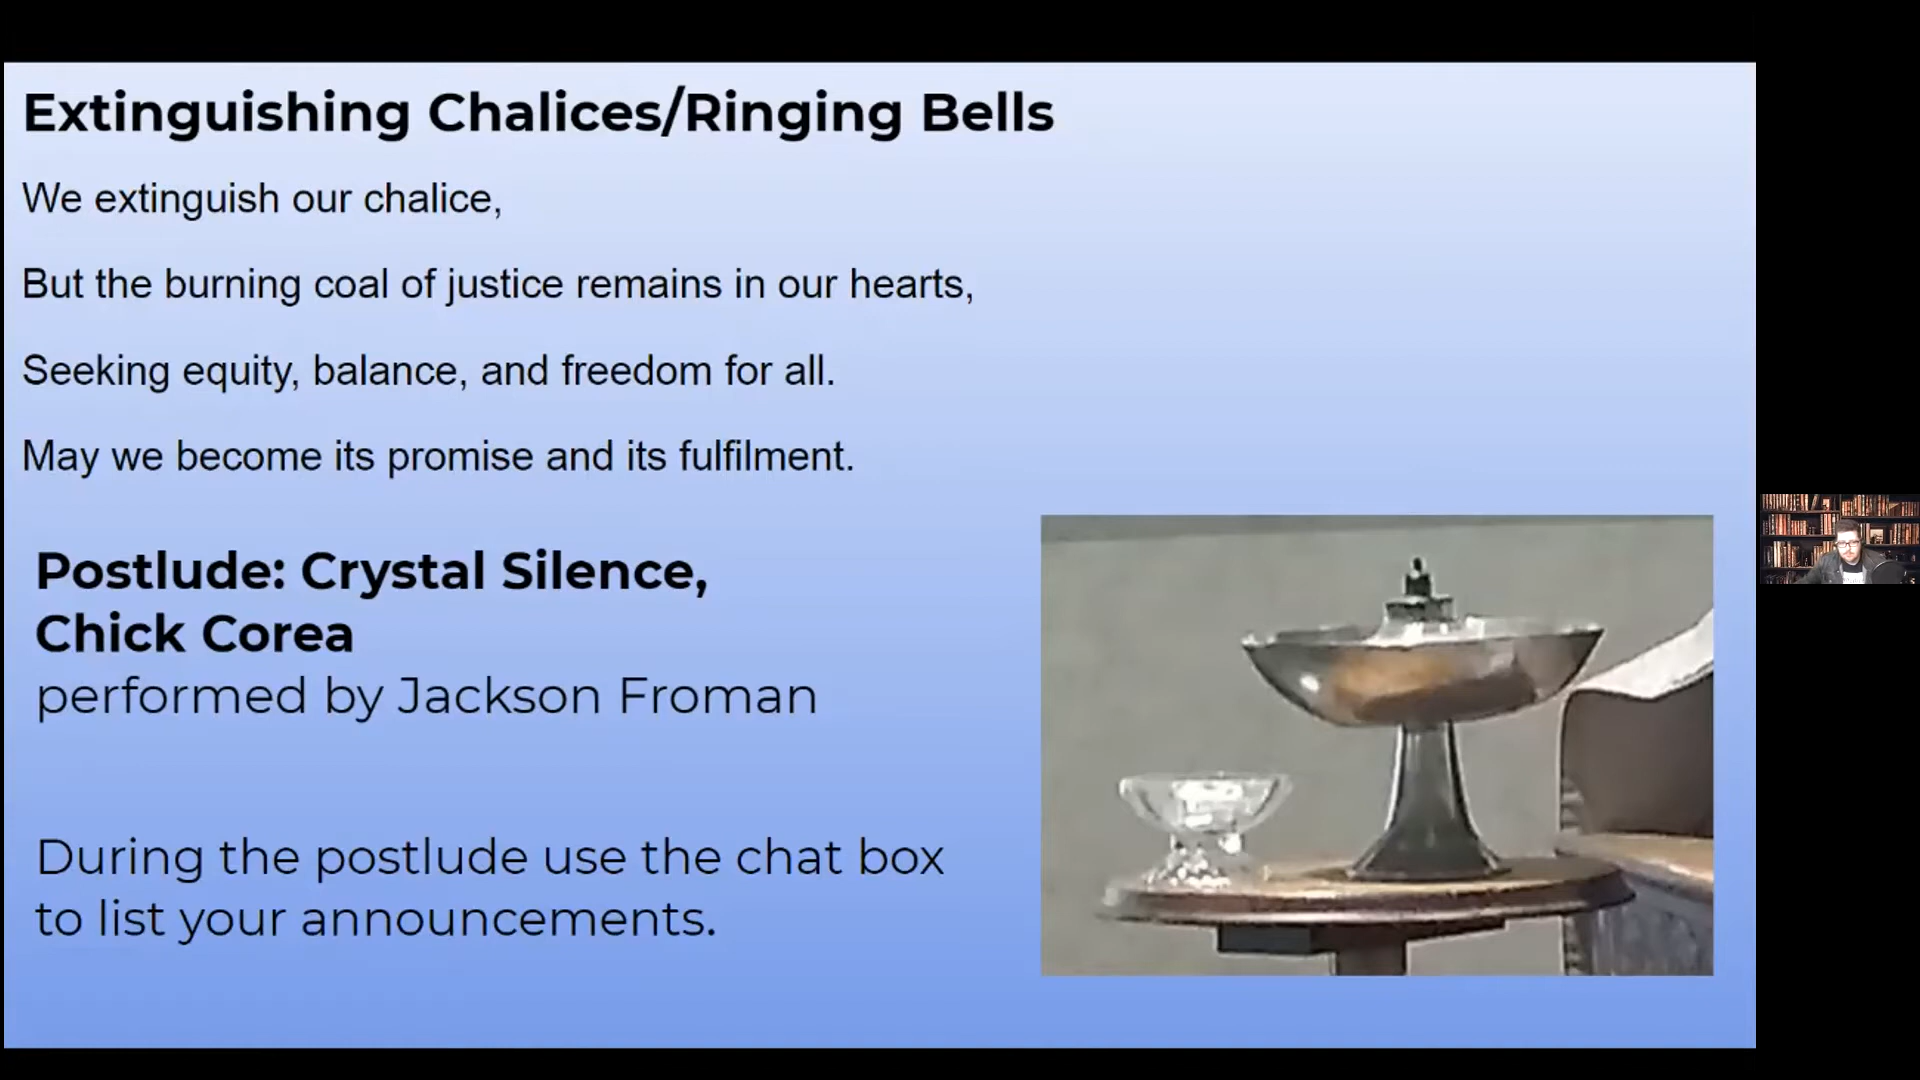 Extinguishing Chalices/Ringing Bells
We extinguish our chalice,
But the burning coal of justice remains in our hearts,
Seeking equity, balance, and freedom for all.
May we become its promise and its fulfilment.
Postlude: Crystal Silence,
Chick Corea
performed by Jackson Froman
During the postlude use the chat box
to list your announcements.